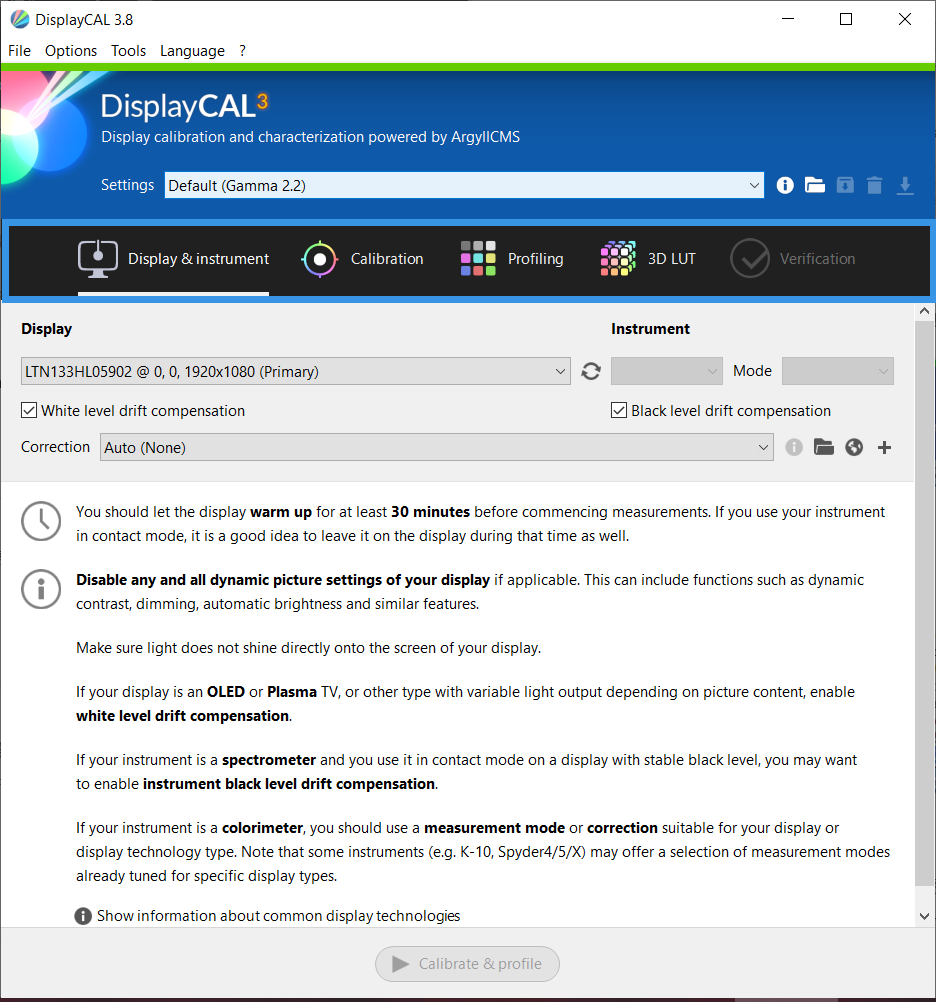 DisplayCAL 3.8
File Options Tools Language ?
DisplayCAL3
Display calibration and characterization powered by ArgyllCMS
Settings Default (Gamma 2.2)
Display & instrument Calibration Profiling 3D LUT Verification
Display Instrument
LTN133HL05902 @ 0, 0, 1920x1080 (Primary) Mode
White level drift compensation Black level drift compensation
Correction Auto (None)
You should let the display warm up for at least 30 minutes before commencing measurements. If you use your instrument
in contact mode, it is a good idea to leave it on the display during that time as well.
Disable any and all dynamic picture settings of your display if applicable. This can include functions such as dynamic
contrast, dimming, automatic brightness and similar features.
Make sure light does not shine directly onto the screen of your display.
If your display is an OLED or Plasma TV, or other type with variable light output depending on picture content, enable
white level drift compensation.
If your instrument is a spectrometer and you use it in contact mode on a display with stable black level, you may want
to enable instrument black level drift compensation.
If your instrument is a colorimeter, you should use a measurement mode or correction suitable for your display or
display technology type. Note that some instruments (e.g. K-10, Spyder4/5/X) may offer a selection of measurement modes
already tuned for specific display types.
Show information about common display technologies
Calibrate & profile